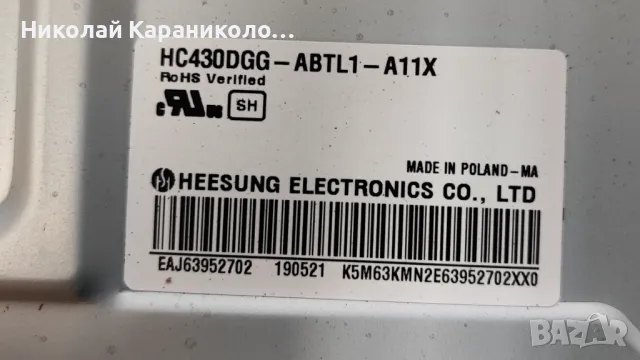 Николай Караниколо...
HC430DGG-ABTL1-A11X
RoHS Verified
SH
MADE IN POLAND-MA
HEESUNG ELECTRONICS CO., LTD
EAJ63952702 190521 K5M63KMN2E63952702XX0
BAZAR